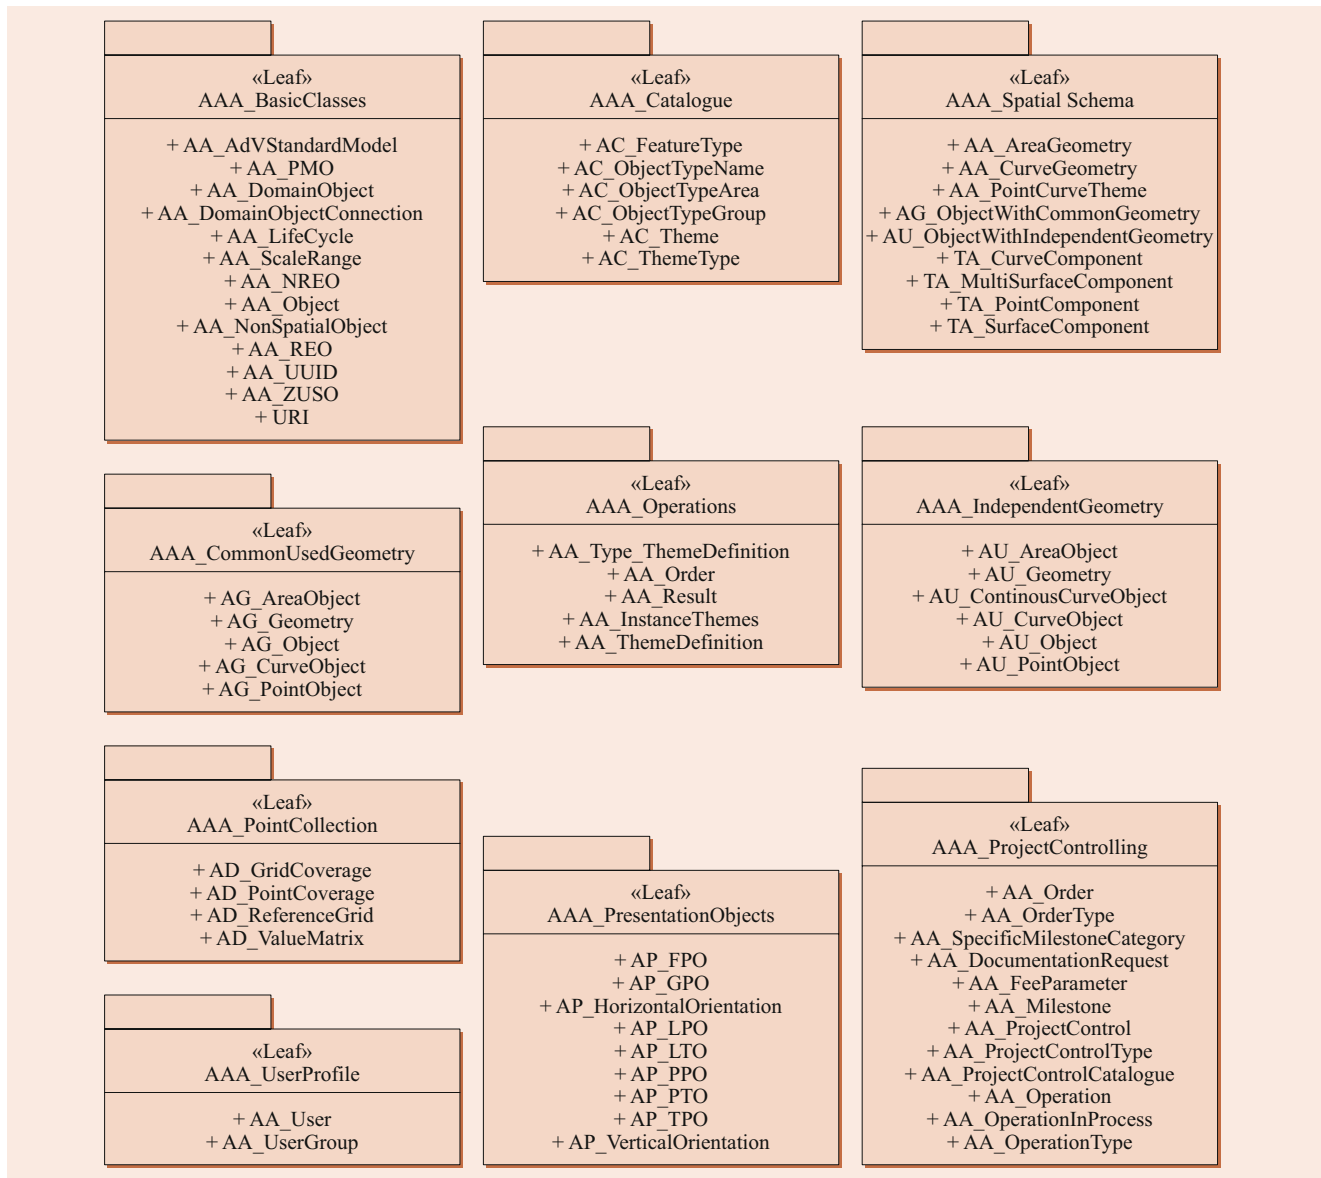 «Leaf»
AAA_BasicClasses
+ AA_AdVStandardModel
+ AA_PMO
+ AA_DomainObject
+ AA_DomainObjectConnection
+ AA_LifeCycle
+ AA_ScaleRange
+ AA_NREO
+ AA_Object
+ AA_NonSpatialObject
+ AA_REO
+ AA_UUID
+ AA_ZUSO
+ URI
«Leaf»
AAA_Catalogue
+ AC_FeatureType
+ AC_ObjectTypeName
+ AC_ObjectTypeArea
+ AC_ObjectTypeGroup
+ AC_Theme
+ AC_ThemeType
«Leaf»
AAA_Spatial Schema
+ AA_AreaGeometry
+ AA_CurveGeometry
+ AA_PointCurveTheme
+ AG_ObjectWithCommonGeometry
+ AU_ObjectWithIndependentGeometry
+ TA_CurveComponent
+ TA_MultiSurfaceComponent
+ TA_PointComponent
+ TA_SurfaceComponent
«Leaf»
AAA_CommonUsedGeometry
+ AG_AreaObject
+ AG_Geometry
+ AG_Object
+ AG_CurveObject
+ AG_PointObject
«Leaf»
AAA_Operations
+ AA_Type_ThemeDefinition
+ AA_Order
+ AA_Result
+ AA_InstanceThemes
+ AA_ThemeDefinition
«Leaf»
AAA_IndependentGeometry
+ AU_AreaObject
+ AU_Geometry
+ AU_ContinousCurveObject
+ AU_CurveObject
+ AU_Object
+ AU_PointObject
«Leaf»
AAA_PointCollection
+ AD_GridCoverage
+ AD_PointCoverage
+ AD_ReferenceGrid
+ AD_ValueMatrix
«Leaf»
AAA_PresentationObjects
+ AP_FPO
+ AP_GPO
+ AP_HorizontalOrientation
+ AP_LPO
+ AP_LTO
+ AP_PPO
+ AP_PTO
+ AP_TPO
+ AP_VerticalOrientation
«Leaf»
AAA_ProjectControlling
+ AA_Order
+ AA_OrderType
+ AA_SpecificMilestoneCategory
+ AA_DocumentationRequest
+ AA_FeeParameter
+ AA_Milestone
+ AA_ProjectControl
+ AA_ProjectControlType
+ AA_ProjectControlCatalogue
+ AA_Operation
+ AA_OperationInProcess
+ AA_OperationType
«Leaf»
AAA_UserProfile
+ AA_User
+ AA_UserGroup